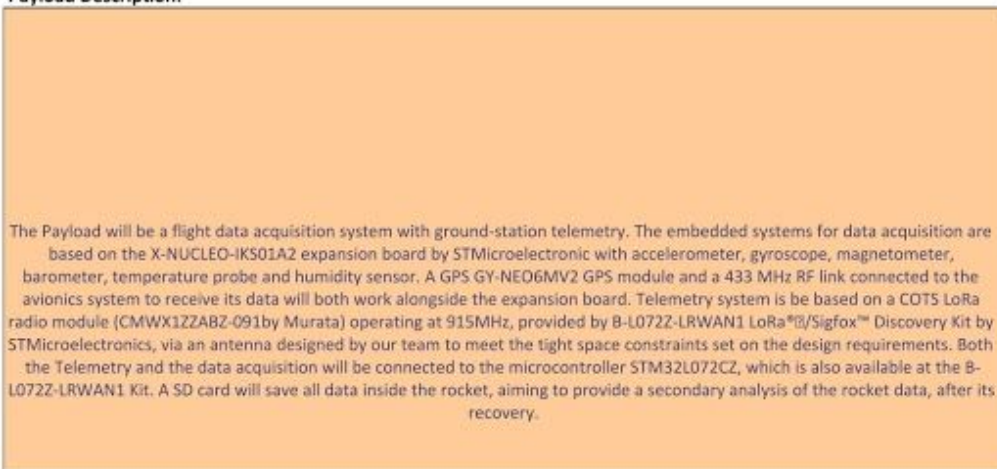 The Payload will be a flight data acquisition system with ground-station telemetry. The embedded systems for data acquisition are
based on the X-NUCLEO-IKS01A2 expansion board by STMicroelectronic with accelerometer, gyroscope, magnetometer,
barometer, temperature probe and humidity sensor. A GPS GY-NEO6MV2 GPS module and a 433 MHz RF link connected to the
avionics system to receive its data will both work alongside the expansion board. Telemetry system is be based on a COTS LoRa
radio module (CMWX1ZZABZ-091by Murata) operating at 915MHz, provided by B-L072Z-LRWAN1 LoRa®/Sigfox™ Discovery Kit by
STMicroelectronics, via an antenna designed by our team to meet the tight space constraints set on the design requirements. Both
the Telemetry and the data acquisition will be connected to the microcontroller STM32L072CZ, which is also available at the B-
L072Z-LRWAN1 Kit. A SD card will save all data inside the rocket, aiming to provide a secondary analysis of the rocket data, after its
recovery.